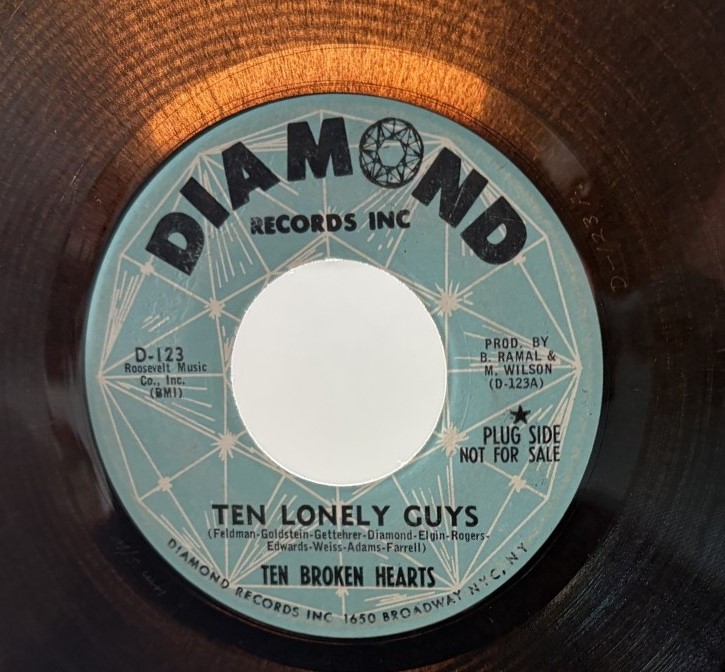 DIAMOND
RECORDS INC
D-123
Roosevelt Music
Co., Inc.
(BMI)
PROD. BY
B. RAMAL &
M. WILSON
(D-123A)
★
PLUG SIDE
NOT FOR SALE
TEN LONELY GUYS
(Feldman-Goldstein-Gettehrer-Diamond-Elgin-Rogers-
Edwards-Weiss-Adams-Farrell)
TEN BROKEN HEARTS
DIAMOND RECORDS INC 1650 BROADWAY NYC, NY